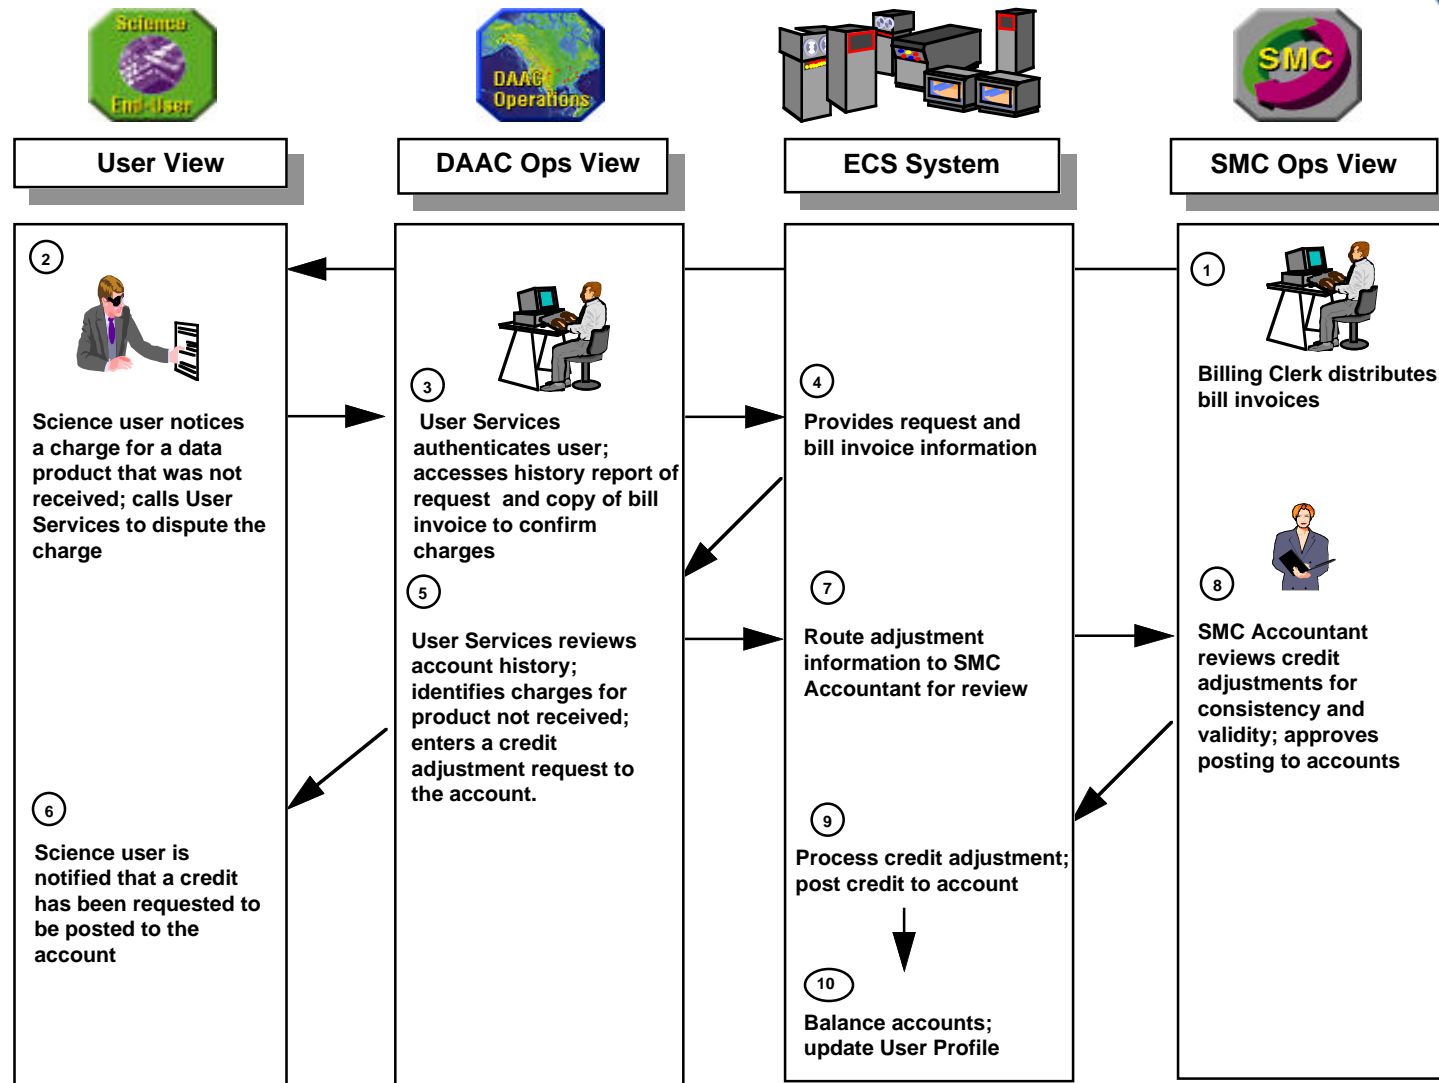 Science
End-User
DAAC
Operations
SMC
User View
DAAC Ops View
ECS System
SMC Ops View
2
Science user notices
a charge for a data
product that was not
received; calls User
Services to dispute the
charge
6
Science user is
notified that a credit
has been requested to
be posted to the
account
3
User Services
authenticates user;
accesses history report of
request and copy of bill
invoice to confirm
charges
5
User Services reviews
account history;
identifies charges for
product not received;
enters a credit
adjustment request to
the account.
4
Provides request and
bill invoice information
7
Route adjustment
information to SMC
Accountant for review
9
Process credit adjustment;
post credit to account
10
Balance accounts;
update User Profile
1
Billing Clerk distributes
bill invoices
8
SMC Accountant
reviews credit
adjustments for
consistency and
validity; approves
posting to accounts